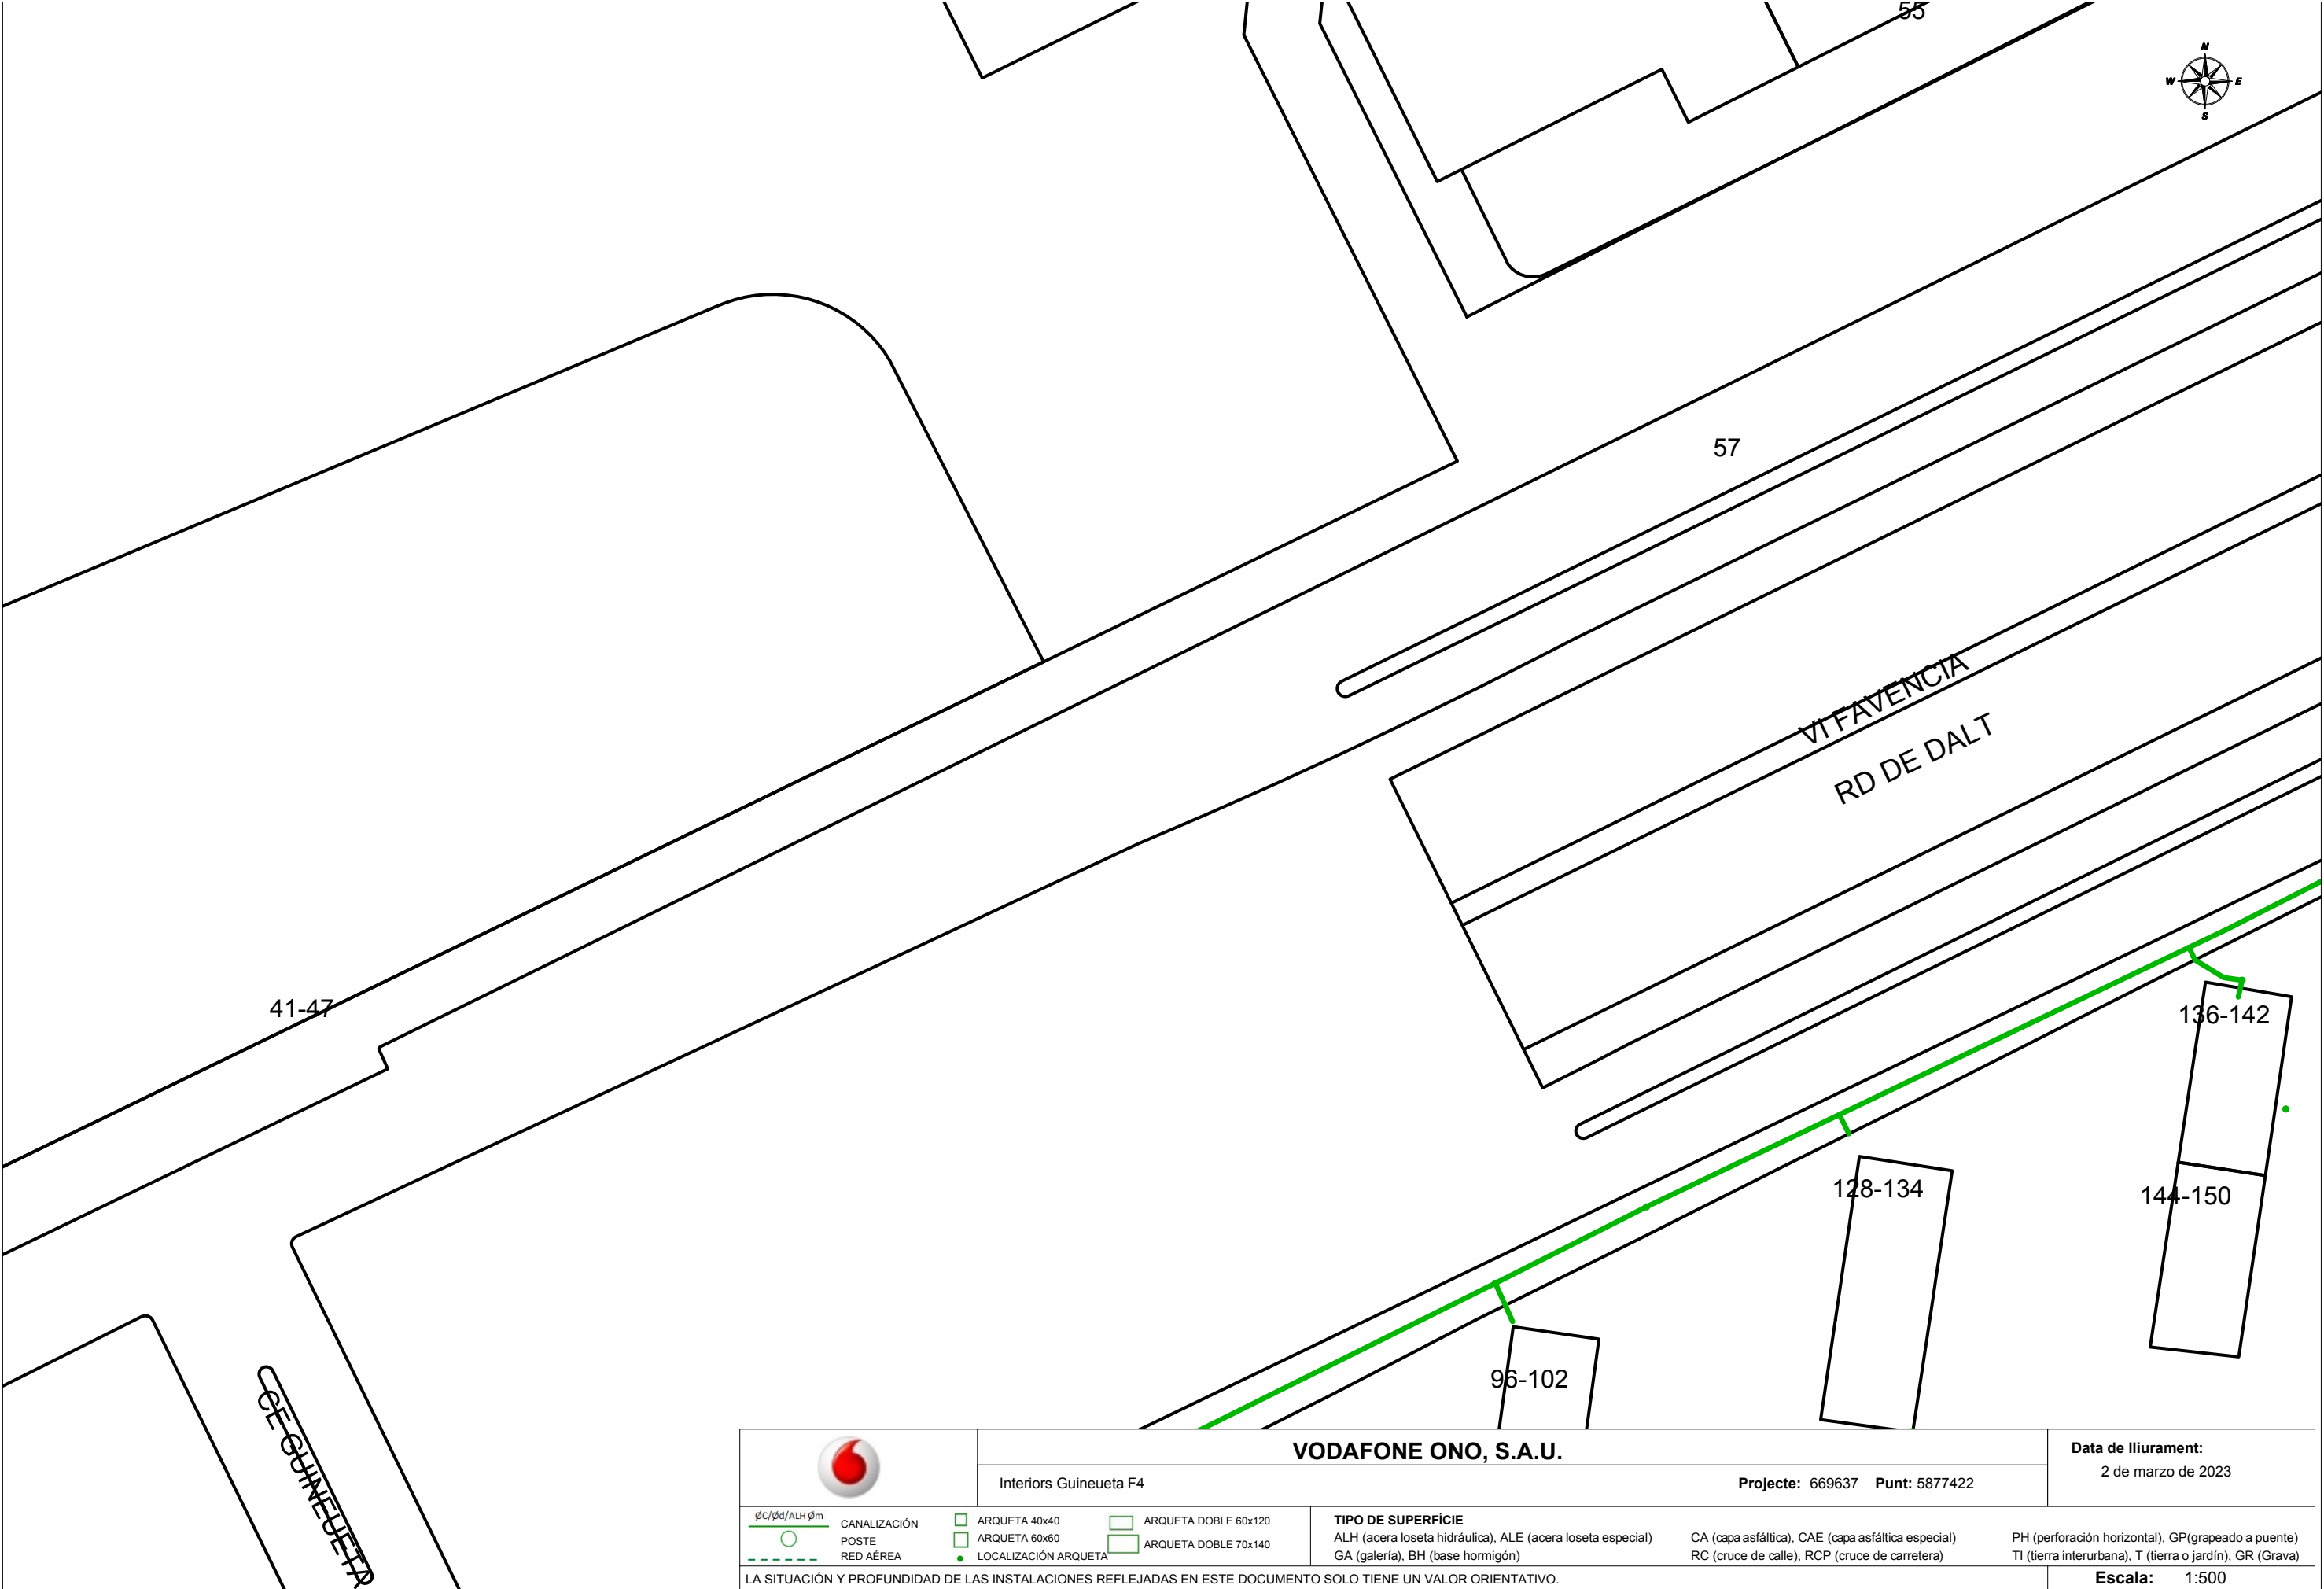 55
N
W E
S
57
VI FAVENCIA
RD DE DALT
41-47
136-142
128-134
144-150
96-102
CE GUINEUETA
VODAFONE ONO, S.A.U.
Interiors Guineueta F4
Projecte: 669637 Punt: 5877422
Data de lliurament:
2 de marzo de 2023
ØC/Ød/ALH Øm
CANALIZACIÓN
POSTE
RED AÉREA
ARQUETA 40x40
ARQUETA 60x60
LOCALIZACIÓN ARQUETA
ARQUETA DOBLE 60x120
ARQUETA DOBLE 70x140
TIPO DE SUPERFÍCIE
ALH (acera loseta hidráulica), ALE (acera loseta especial)
GA (galería), BH (base hormigón)
CA (capa asfáltica), CAE (capa asfáltica especial)
RC (cruce de calle), RCP (cruce de carretera)
PH (perforación horizontal), GP(grapeado a puente)
TI (tierra interurbana), T (tierra o jardín), GR (Grava)
LA SITUACIÓN Y PROFUNDIDAD DE LAS INSTALACIONES REFLEJADAS EN ESTE DOCUMENTO SOLO TIENE UN VALOR ORIENTATIVO.
Escala: 1:500